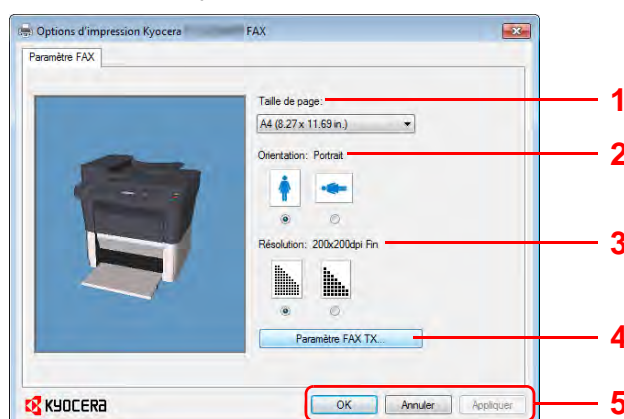 Options d'impression Kyocera FAX
Paramètre FAX
Taille de page:
1
A4 (8.27 x 11.69 in.)
Orientation: Portrait
2
Résolution: 200x200dpi Fin
3
Paramètre FAX TX...
4
KYOCERA
OK
Annuler
Appliquer
5